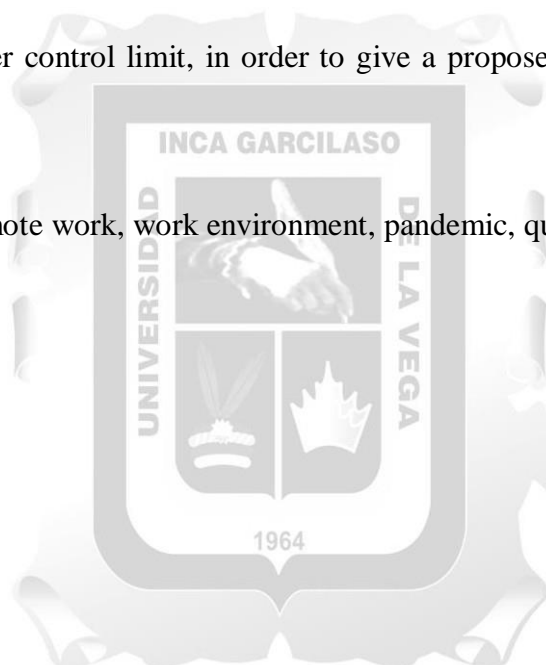 er control limit, in order to give a propose
INCA GARCILASO
note work, work environment, pandemic, qu
UNIVERSIDAD
DE LA VEGA
1964